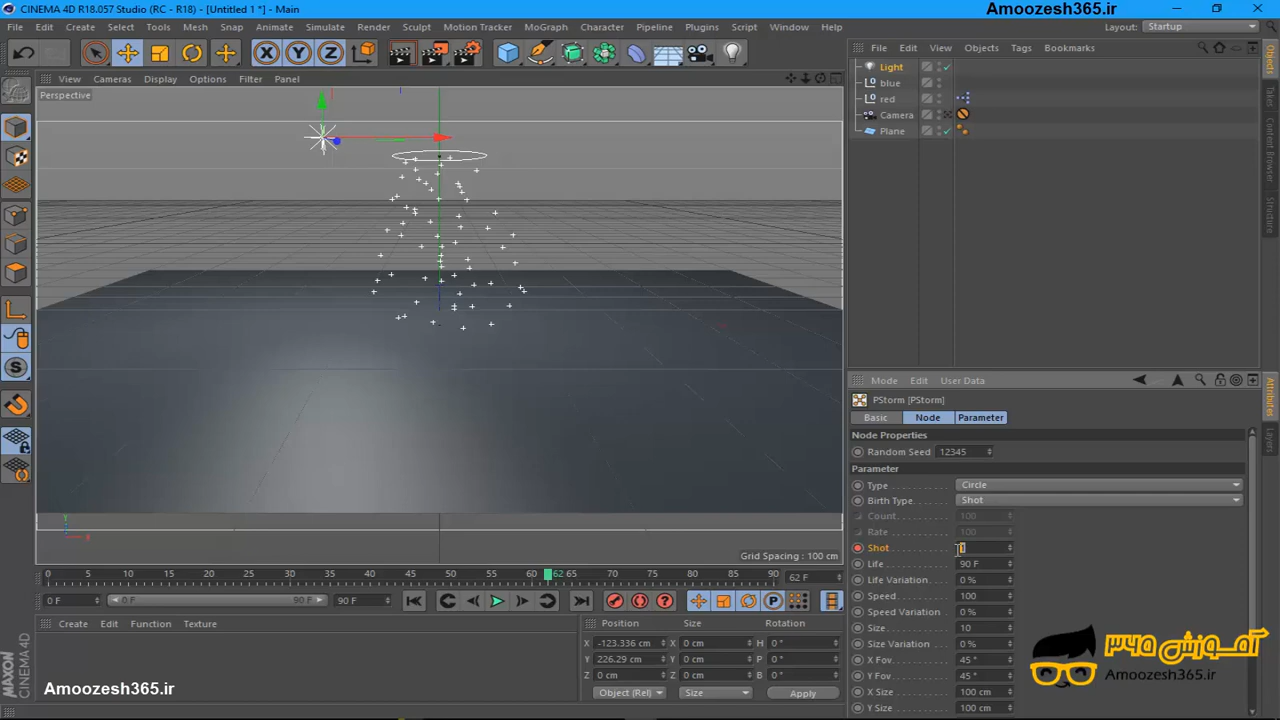 CINEMA 4D R18.057 Studio (RC - R18) - [Untitled 1 *] - Main
Amoozesh365.ir
File Edit Create Select Tools Mesh Snap Animate Simulate Render Sculpt Motion Tracker MoGraph Character Pipeline Plugins Script Window Help
Layout: Startup
X Y Z
View Cameras Display Options Filter Panel
Perspective
File Edit View Objects Tags Bookmarks
Light
blue
red
Camera
Plane
Objects
Takes
Content Browser
Structure
Mode Edit User Data
PStorm [PStorm]
Basic Node Parameter
Attributes
Layers
Node Properties
Random Seed 12345
Parameter
Type Circle
Birth Type Shot
Count 100
Rate 100
Shot
Life 90 F
Life Variation 0 %
Speed 100
Speed Variation 0 %
Size 10
Size Variation 0 %
X Fov 45 °
Y Fov 45 °
X Size 100 cm
Y Size 100 cm
Grid Spacing : 100 cm
Y
X
0 5 10 15 20 25 30 35 40 45 50 55 62 65 70 75 80 85 90 62 F
0 F 0 F 90 F 90 F
P
S
Create Edit Function Texture
Position Size Rotation
X -123.336 cm X 0 cm H 0 °
Y 226.29 cm Y 0 cm P 0 °
Z 0 cm Z 0 cm B 0 °
Object (Rel) Size Apply
MAXON CINEMA 4D
Amoozesh365.ir
آموزش ۳۶۵
Amoozesh365.ir